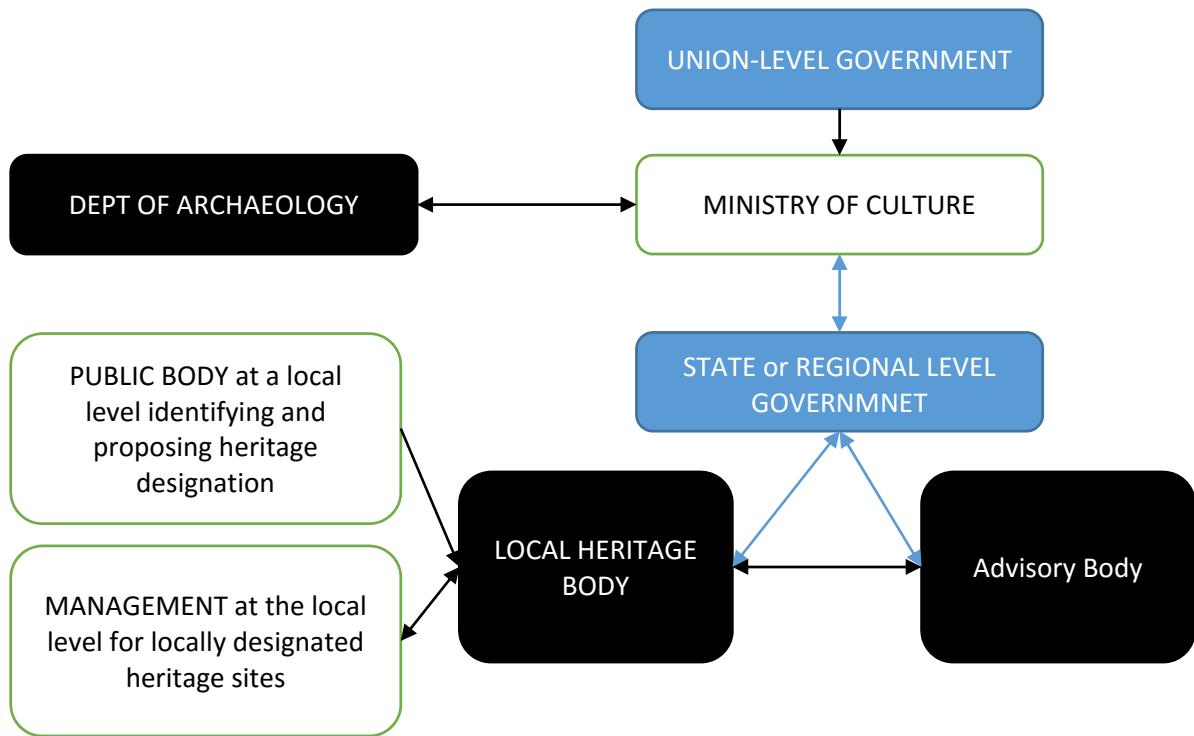 UNION-LEVEL GOVERNMENT
DEPT OF ARCHAEOLOGY
MINISTRY OF CULTURE
PUBLIC BODY at a local
level identifying and
proposing heritage
designation
STATE or REGIONAL LEVEL
GOVERNMNET
LOCAL HERITAGE
BODY
Advisory Body
MANAGEMENT at the local
level for locally designated
heritage sites